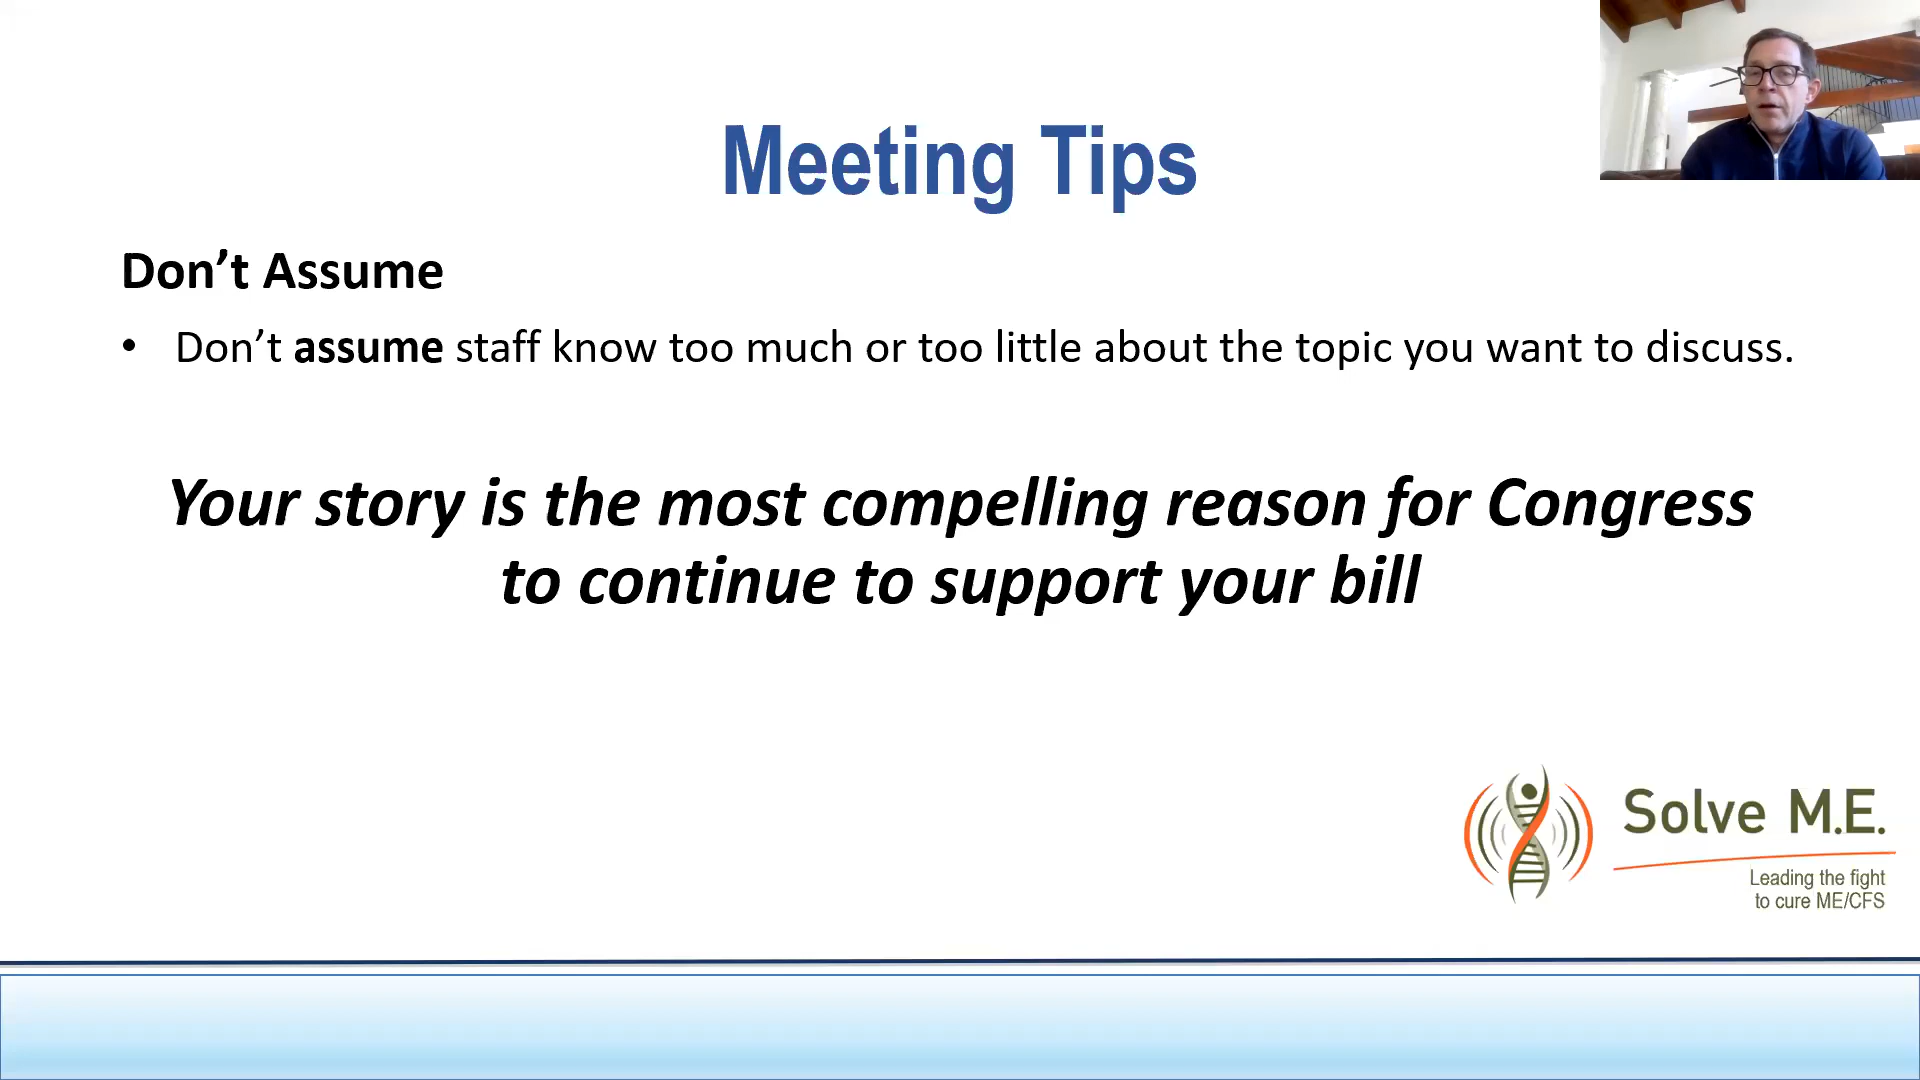 Meeting Tips
Don’t Assume
• Don’t assume staff know too much or too little about the topic you want to discuss.
Your story is the most compelling reason for Congress
to continue to support your bill
Solve M.E.
Leading the fight
to cure ME/CFS